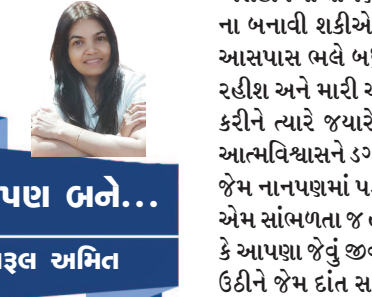 પણ બને...
રૂલ અમિત
ના બનાવી શકીએ
આસપાસ ભલે
રહીશ અને મારી
કરીને ત્યારે જયારે
આત્મવિશ્વાસને
જેમ નાનપણમાં
એમ સાંભળતા જ
કે આપણા જેવું
ઉઠીને જેમ દાંત